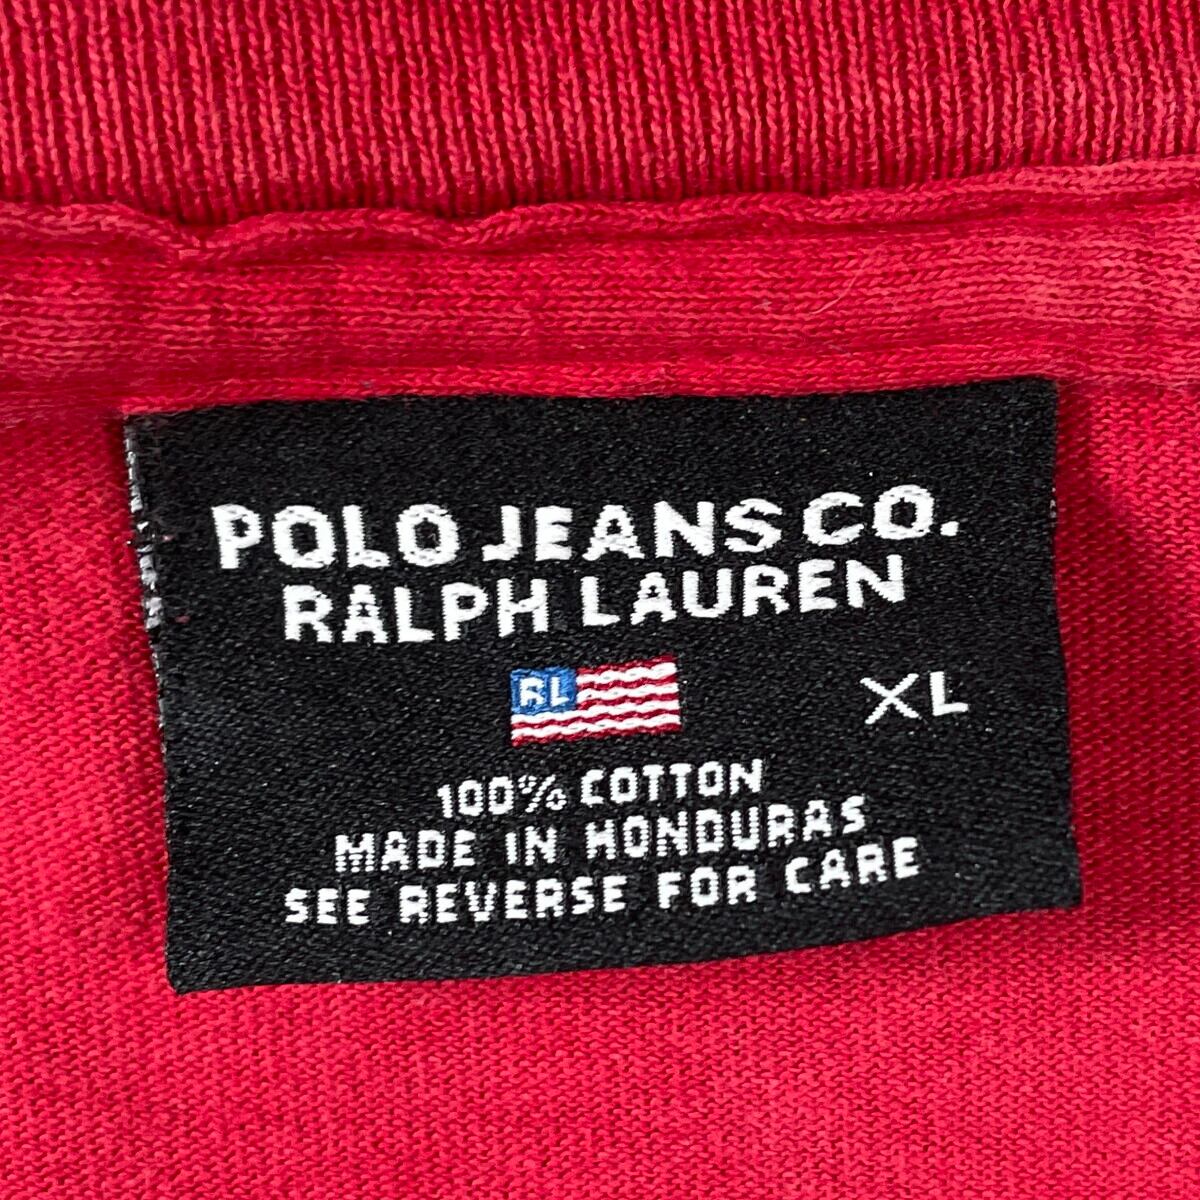 POLO JEANS CO.
RALPH LAUREN
RL
XL
100% COTTON
MADE IN HONDURAS
SEE REVERSE FOR CARE